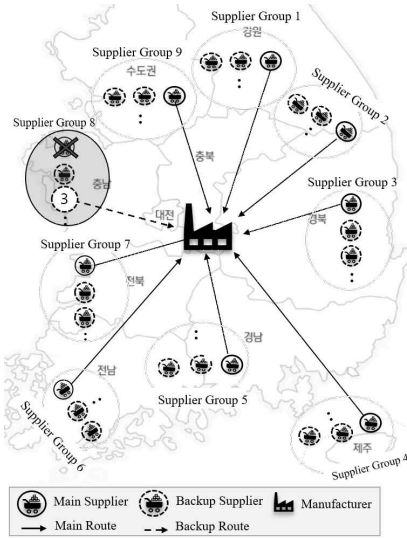 Supplier Group 1
강원
Supplier Group 9
수도권
Supplier Group 2
Supplier Group 8
충북
충남
3
대전
Supplier Group 3
경북
Supplier Group 7
전북
경남
전남
Supplier Group 5
Supplier Group 6
제주
Supplier Group 4
Main Supplier
Backup Supplier
Manufacturer
Main Route
Backup Route